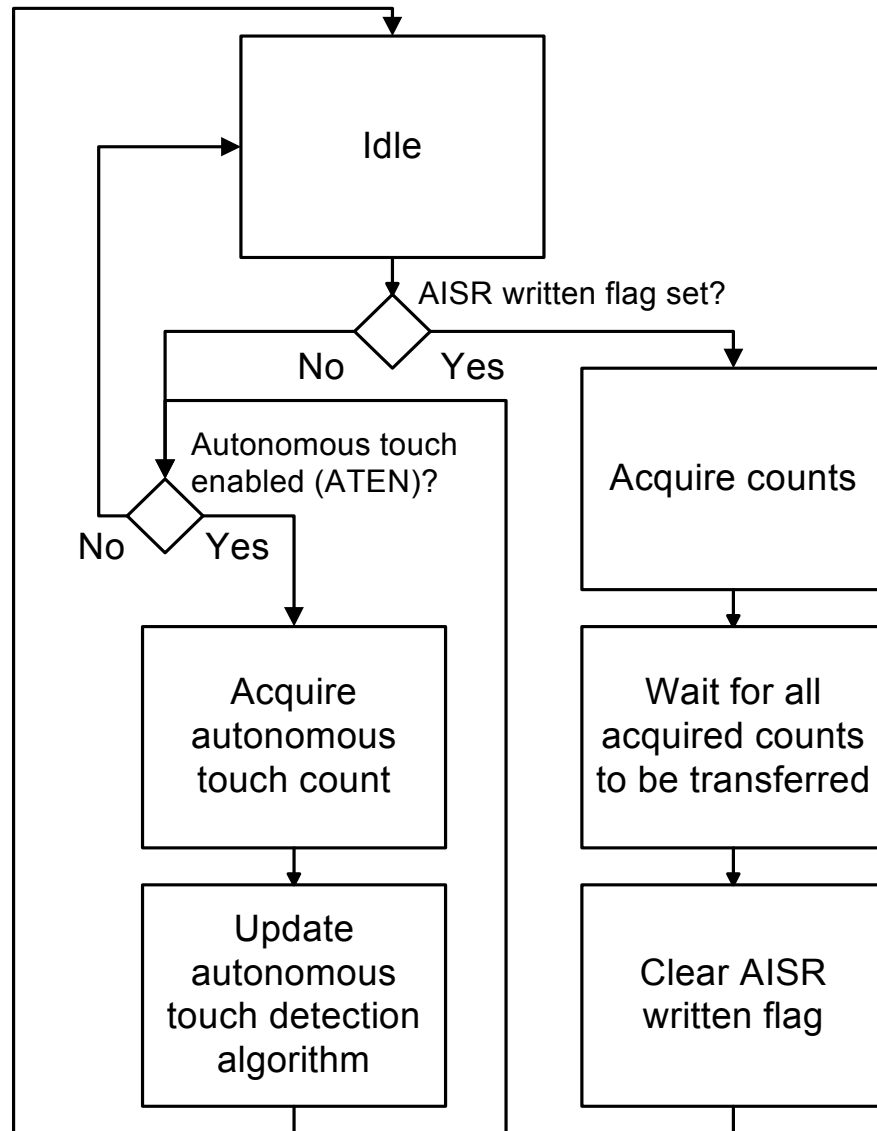 Idle
AISR written flag set?
No
Yes
Autonomous touch
enabled (ATEN)?
No
Yes
Acquire counts
Acquire
autonomous
touch count
Wait for all
acquired counts
to be transferred
Update
autonomous
touch detection
algorithm
Clear AISR
written flag